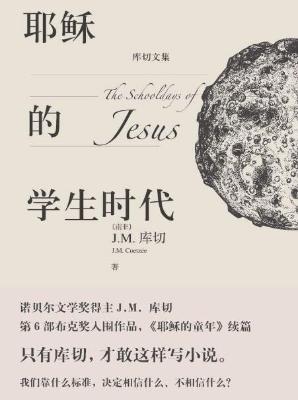 耶稣
库切文集
The Schooldays of
的
Jesus
学生时代
(南非)
J.M. 库切
J.M. Coetzee
著
诺贝尔文学奖得主 J.M. 库切
第 6 部布克奖入围作品,《耶稣的童年》续篇
只有库切,才敢这样写小说。
我们靠什么标准,决定相信什么、不相信什么?